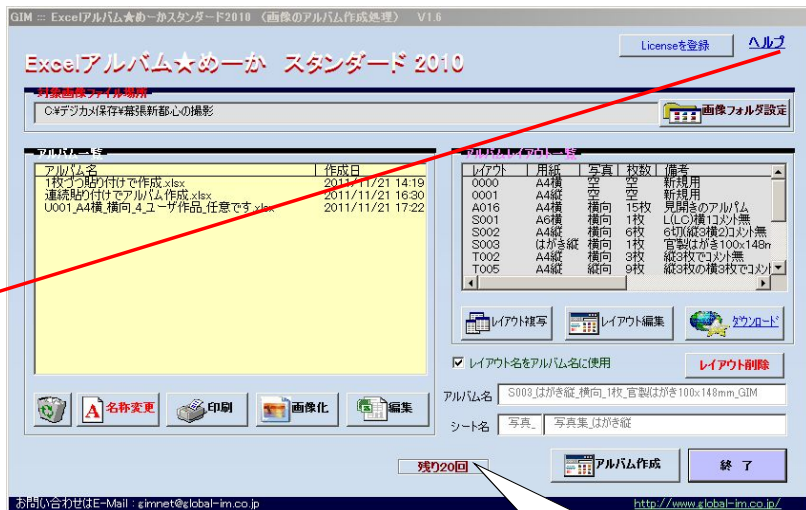 GIM ::: Excelアルバム★めーかスタンダード2010 （画像のアルバム作成処理） V1.6
Licenseを登録 ヘルプ
Excelアルバム★めーか スタンダード 2010
対象画像ファイル場所
C:¥デジカメ保存¥幕張新都心の撮影
画像フォルダ設定
アルバム一覧
アルバム名 作成日
1枚づつ貼り付けで作成.xlsx 2011/11/21 14:19
連続貼り付けでアルバム作成.xlsx 2011/11/21 16:30
U001_A4横_横向_4_ユーザ作品_任意です.xlsx 2011/11/21 17:22
アルバムレイアウト一覧
レイアウト 用紙 写真 枚数 備考
0000 A4横 空 空 新規用
0001 A4縦 空 空 新規用
A016 A4横 横向 15枚 見開きのアルバム
S001 A6横 横向 1枚 L(LC)横1コメント無
S002 A4縦 横向 6枚 6切(縦3横2)コメント無
S003 はがき縦 横向 1枚 官製はがき100x148m
T002 A4縦 横向 3枚 縦3枚でコメント無
T005 A4縦 縦向 9枚 縦3枚の横3枚でコメント
レイアウト複写 レイアウト編集 ダウンロード
レイアウト名をアルバム名に使用 レイアウト削除
アルバム名 S003_はがき縦_横向_1枚_官製はがき100x148mm_GIM
シート名 写真_ 写真集_はがき縦
名称変更 印刷 画像化 編集
残り20回 アルバム作成 終 了
お問い合わせはE-Mail : gimnet@global-im.co.jp http://www.global-im.co.jp/